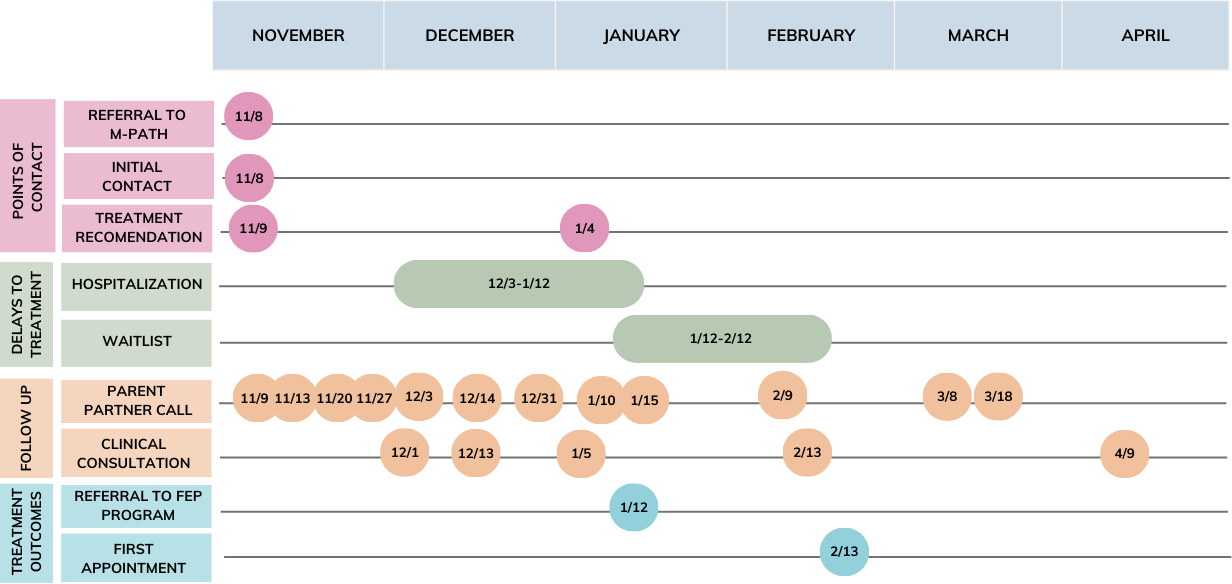 NOVEMBER
DECEMBER
JANUARY
FEBRUARY
MARCH
APRIL
POINTS OF
CONTACT
REFERRAL TO
M-PATH
11/8
INITIAL
CONTACT
11/8
TREATMENT
RECOMENDATION
11/9
1/4
DELAYS TO
TREATMENT
HOSPITALIZATION
12/3-1/12
WAITLIST
1/12-2/12
FOLLOW UP
PARENT
PARTNER CALL
11/9
11/13
11/20
11/27
12/3
12/14
12/31
1/10
1/15
2/9
3/8
3/18
CLINICAL
CONSULTATION
12/1
12/13
1/5
2/13
4/9
TREATMENT
OUTCOMES
REFERRAL TO FEP
PROGRAM
1/12
FIRST
APPOINTMENT
2/13